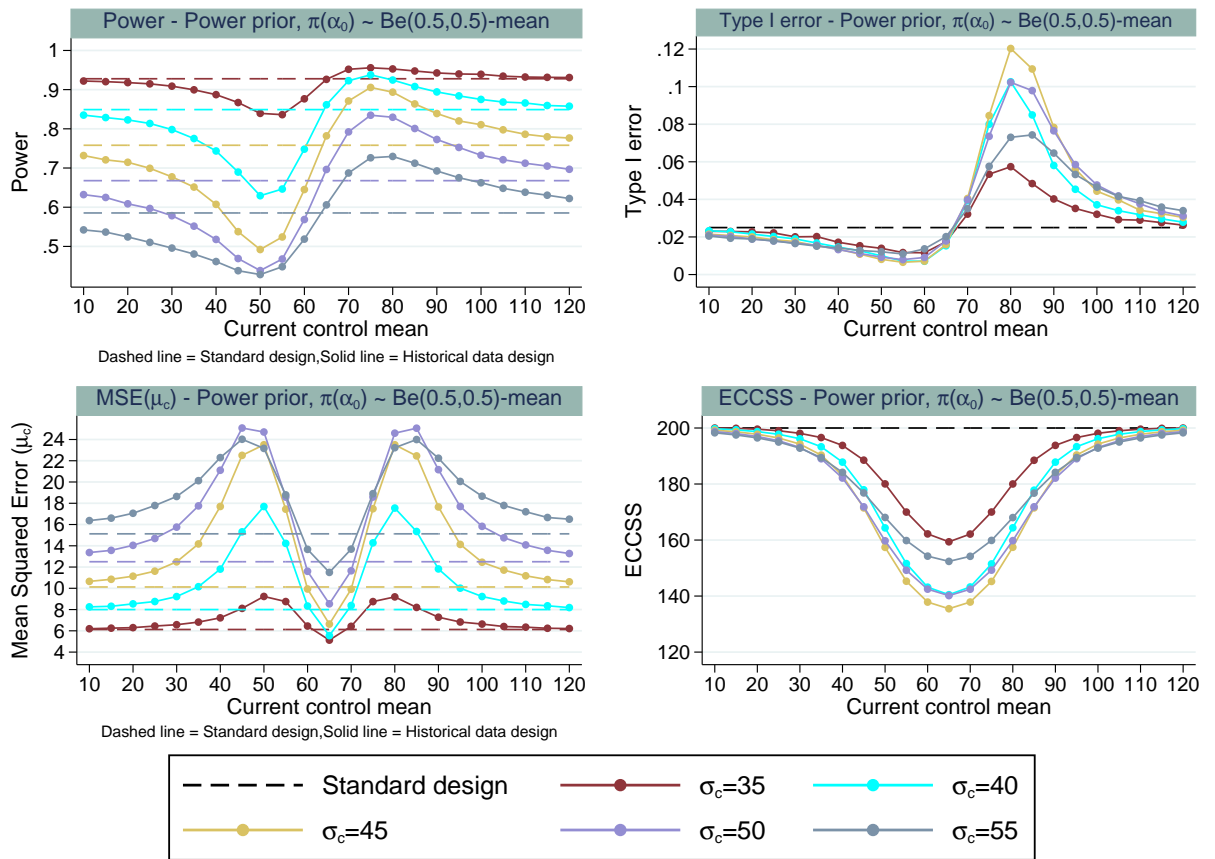 Power - Power prior, π(α₀) ~ Be(0.5,0.5)-mean
1
.9
.8
.7
.6
.5
Power
10 20 30 40 50 60 70 80 90 100 110 120
Current control mean
Dashed line = Standard design,Solid line = Historical data design
Type I error - Power prior, π(α₀) ~ Be(0.5,0.5)-mean
.12
.1
.08
.06
.04
.02
0
Type I error
10 20 30 40 50 60 70 80 90 100 110 120
Current control mean
MSE(μ_c) - Power prior, π(α₀) ~ Be(0.5,0.5)-mean
24
22
20
18
16
14
12
10
8
6
4
Mean Squared Error (μ_c)
10 20 30 40 50 60 70 80 90 100 110 120
Current control mean
Dashed line = Standard design,Solid line = Historical data design
ECCSS - Power prior, π(α₀) ~ Be(0.5,0.5)-mean
200
180
160
140
120
ECCSS
10 20 30 40 50 60 70 80 90 100 110 120
Current control mean
Standard design σ_c=35 σ_c=40
σ_c=45 σ_c=50 σ_c=55